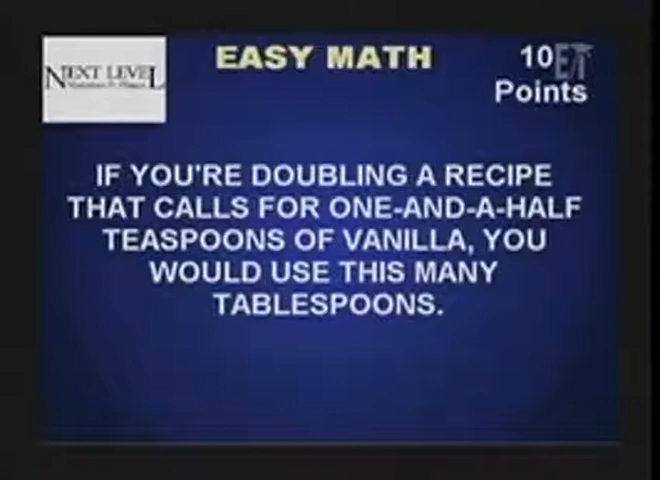 NEXT LEVEL
EASY MATH
10
Points
IF YOU'RE DOUBLING A RECIPE
THAT CALLS FOR ONE-AND-A-HALF
TEASPOONS OF VANILLA, YOU
WOULD USE THIS MANY
TABLESPOONS.